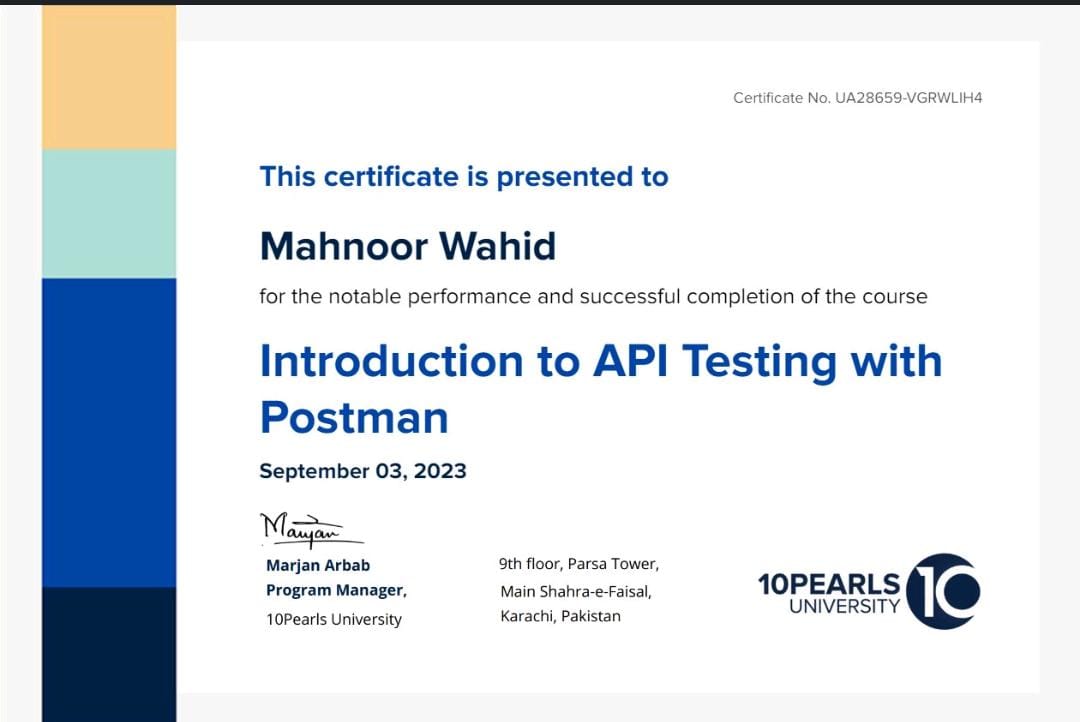 Certificate No. UA28659-VGRWLIH4
This certificate is presented to
Mahnoor Wahid
for the notable performance and successful completion of the course
Introduction to API Testing with
Postman
September 03, 2023
Marjan
Marjan Arbab
Program Manager,
10Pearls University
9th floor, Parsa Tower,
Main Shahra-e-Faisal,
Karachi, Pakistan
10PEARLS
UNIVERSITY
10